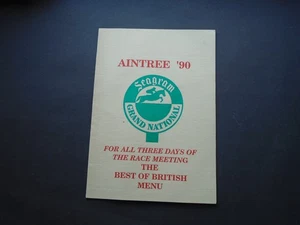 AINTREE '90
Seagram
GRAND NATIONAL
FOR ALL THREE DAYS OF
THE RACE MEETING
THE
BEST OF BRITISH
MENU